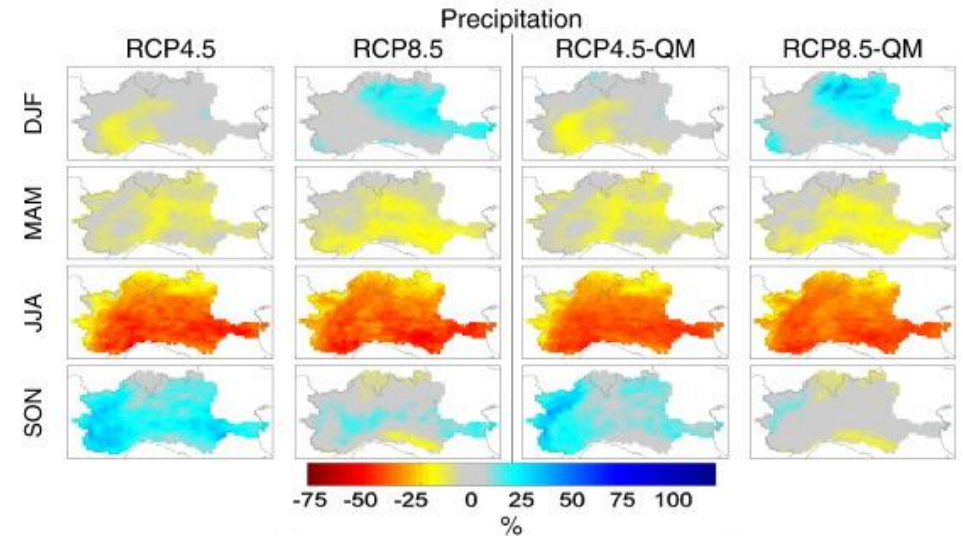 Precipitation
RCP4.5 RCP8.5 RCP4.5-QM RCP8.5-QM
DJF
MAM
JJA
SON
-75 -50 -25 0 25 50 75 100
%